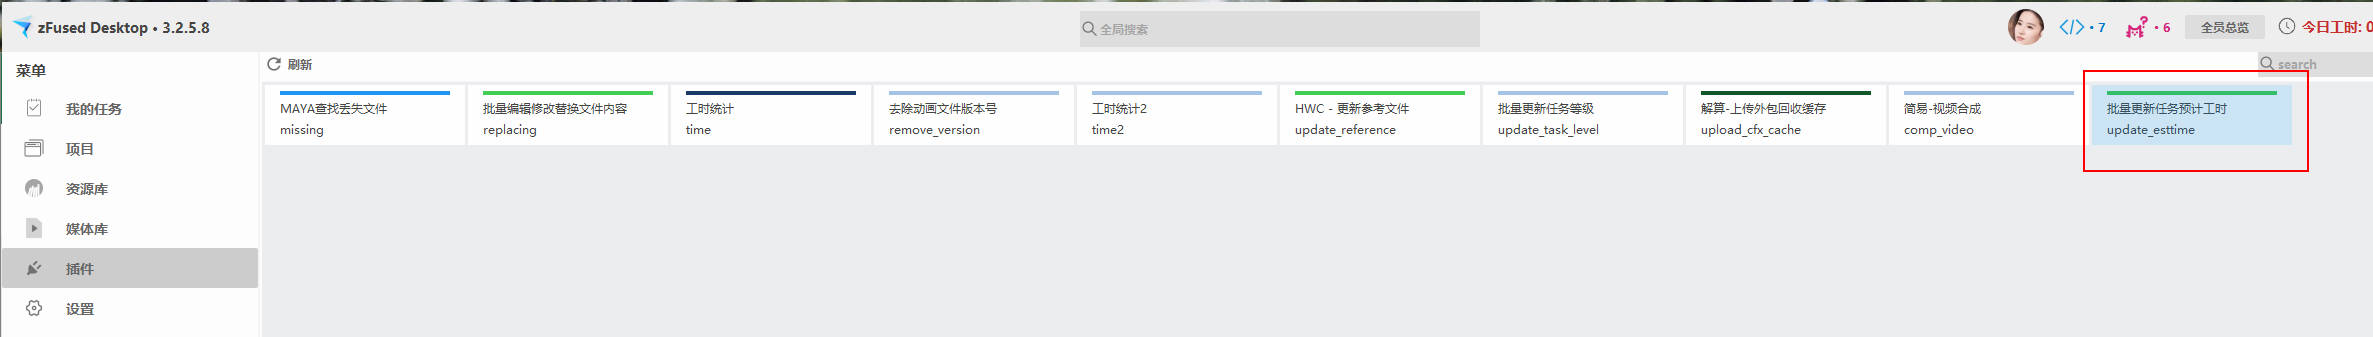 zFused Desktop • 3.2.5.8
全局搜索
</> • 7
• 6
全员总览
今日工时: 0
菜单
刷新
search
我的任务
项目
资源库
媒体库
插件
设置
MAYA查找丢失文件
missing
批量编辑修改替换文件内容
replacing
工时统计
time
去除动画文件版本号
remove_version
工时统计2
time2
HWC - 更新参考文件
update_reference
批量更新任务等级
update_task_level
解算-上传外包回收缓存
upload_cfx_cache
简易-视频合成
comp_video
批量更新任务预计工时
update_esttime